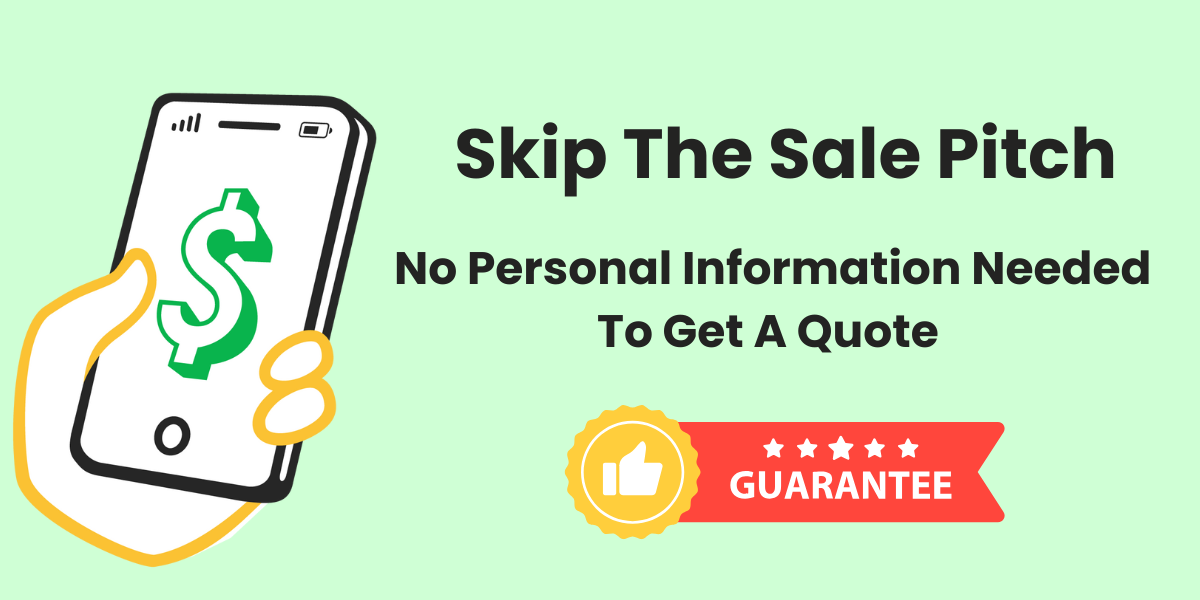 Skip The Sale Pitch
No Personal Information Needed
To Get A Quote
GUARANTEE